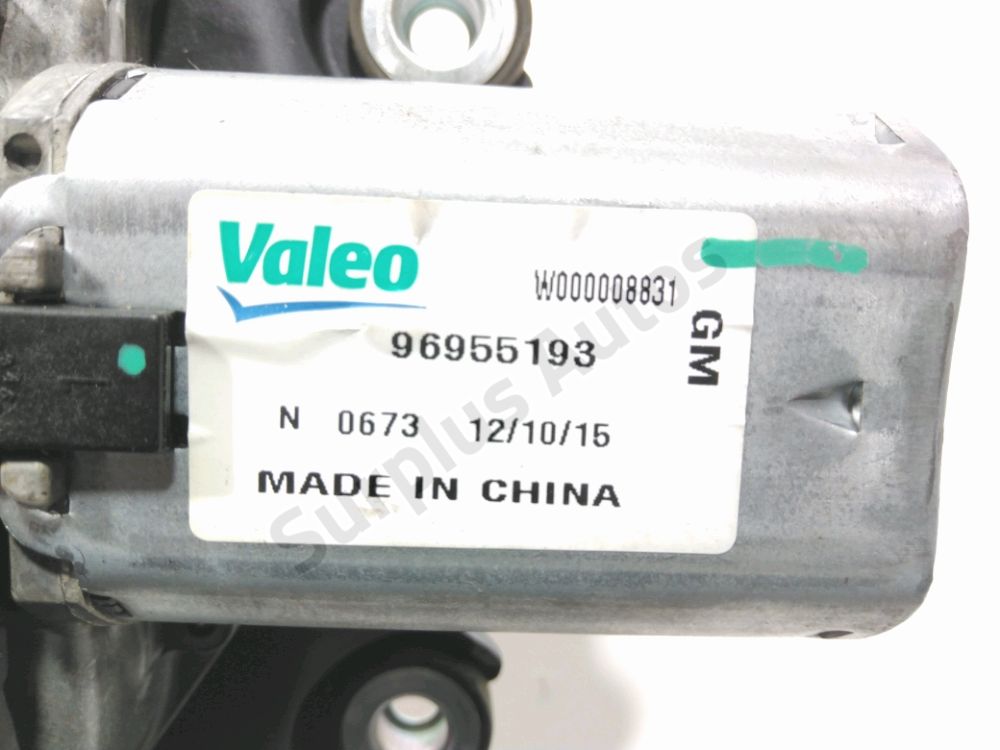 Valeo
W000008831
GM
96955193
N 0673 12/10/15
MADE IN CHINA
Surplus Autos